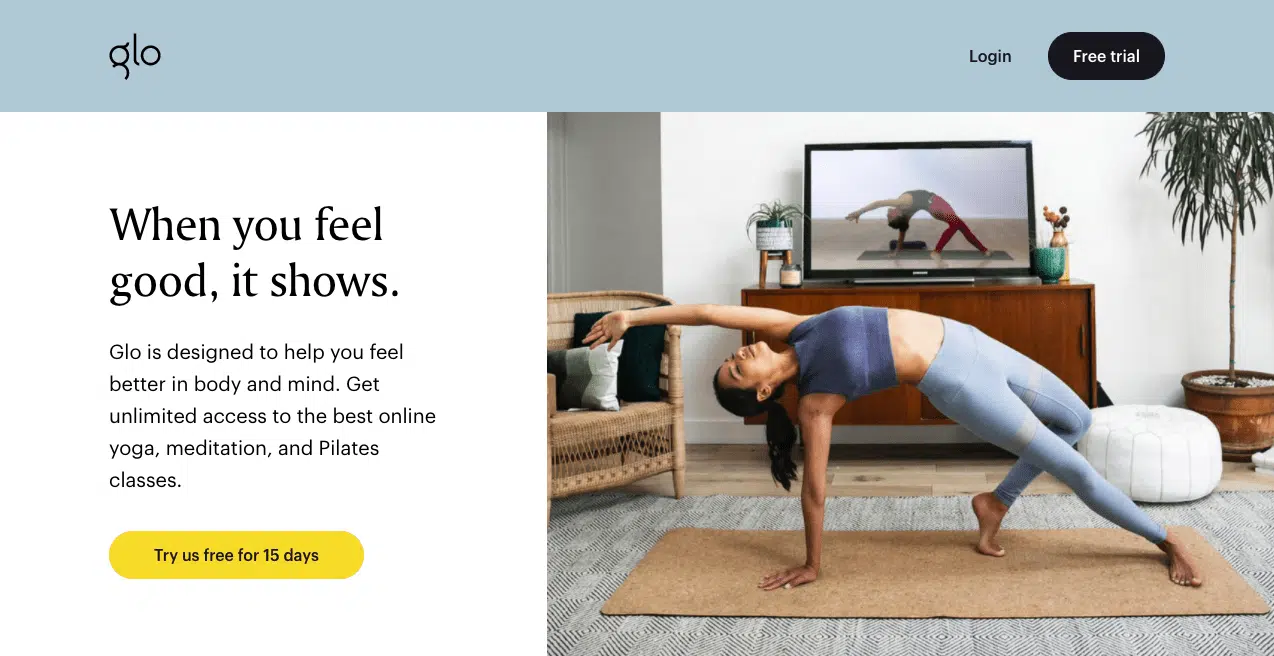 glo
Login
Free trial
When you feel
good, it shows.
Glo is designed to help you feel
better in body and mind. Get
unlimited access to the best online
yoga, meditation, and Pilates
classes.
Try us free for 15 days
SAMSUNG